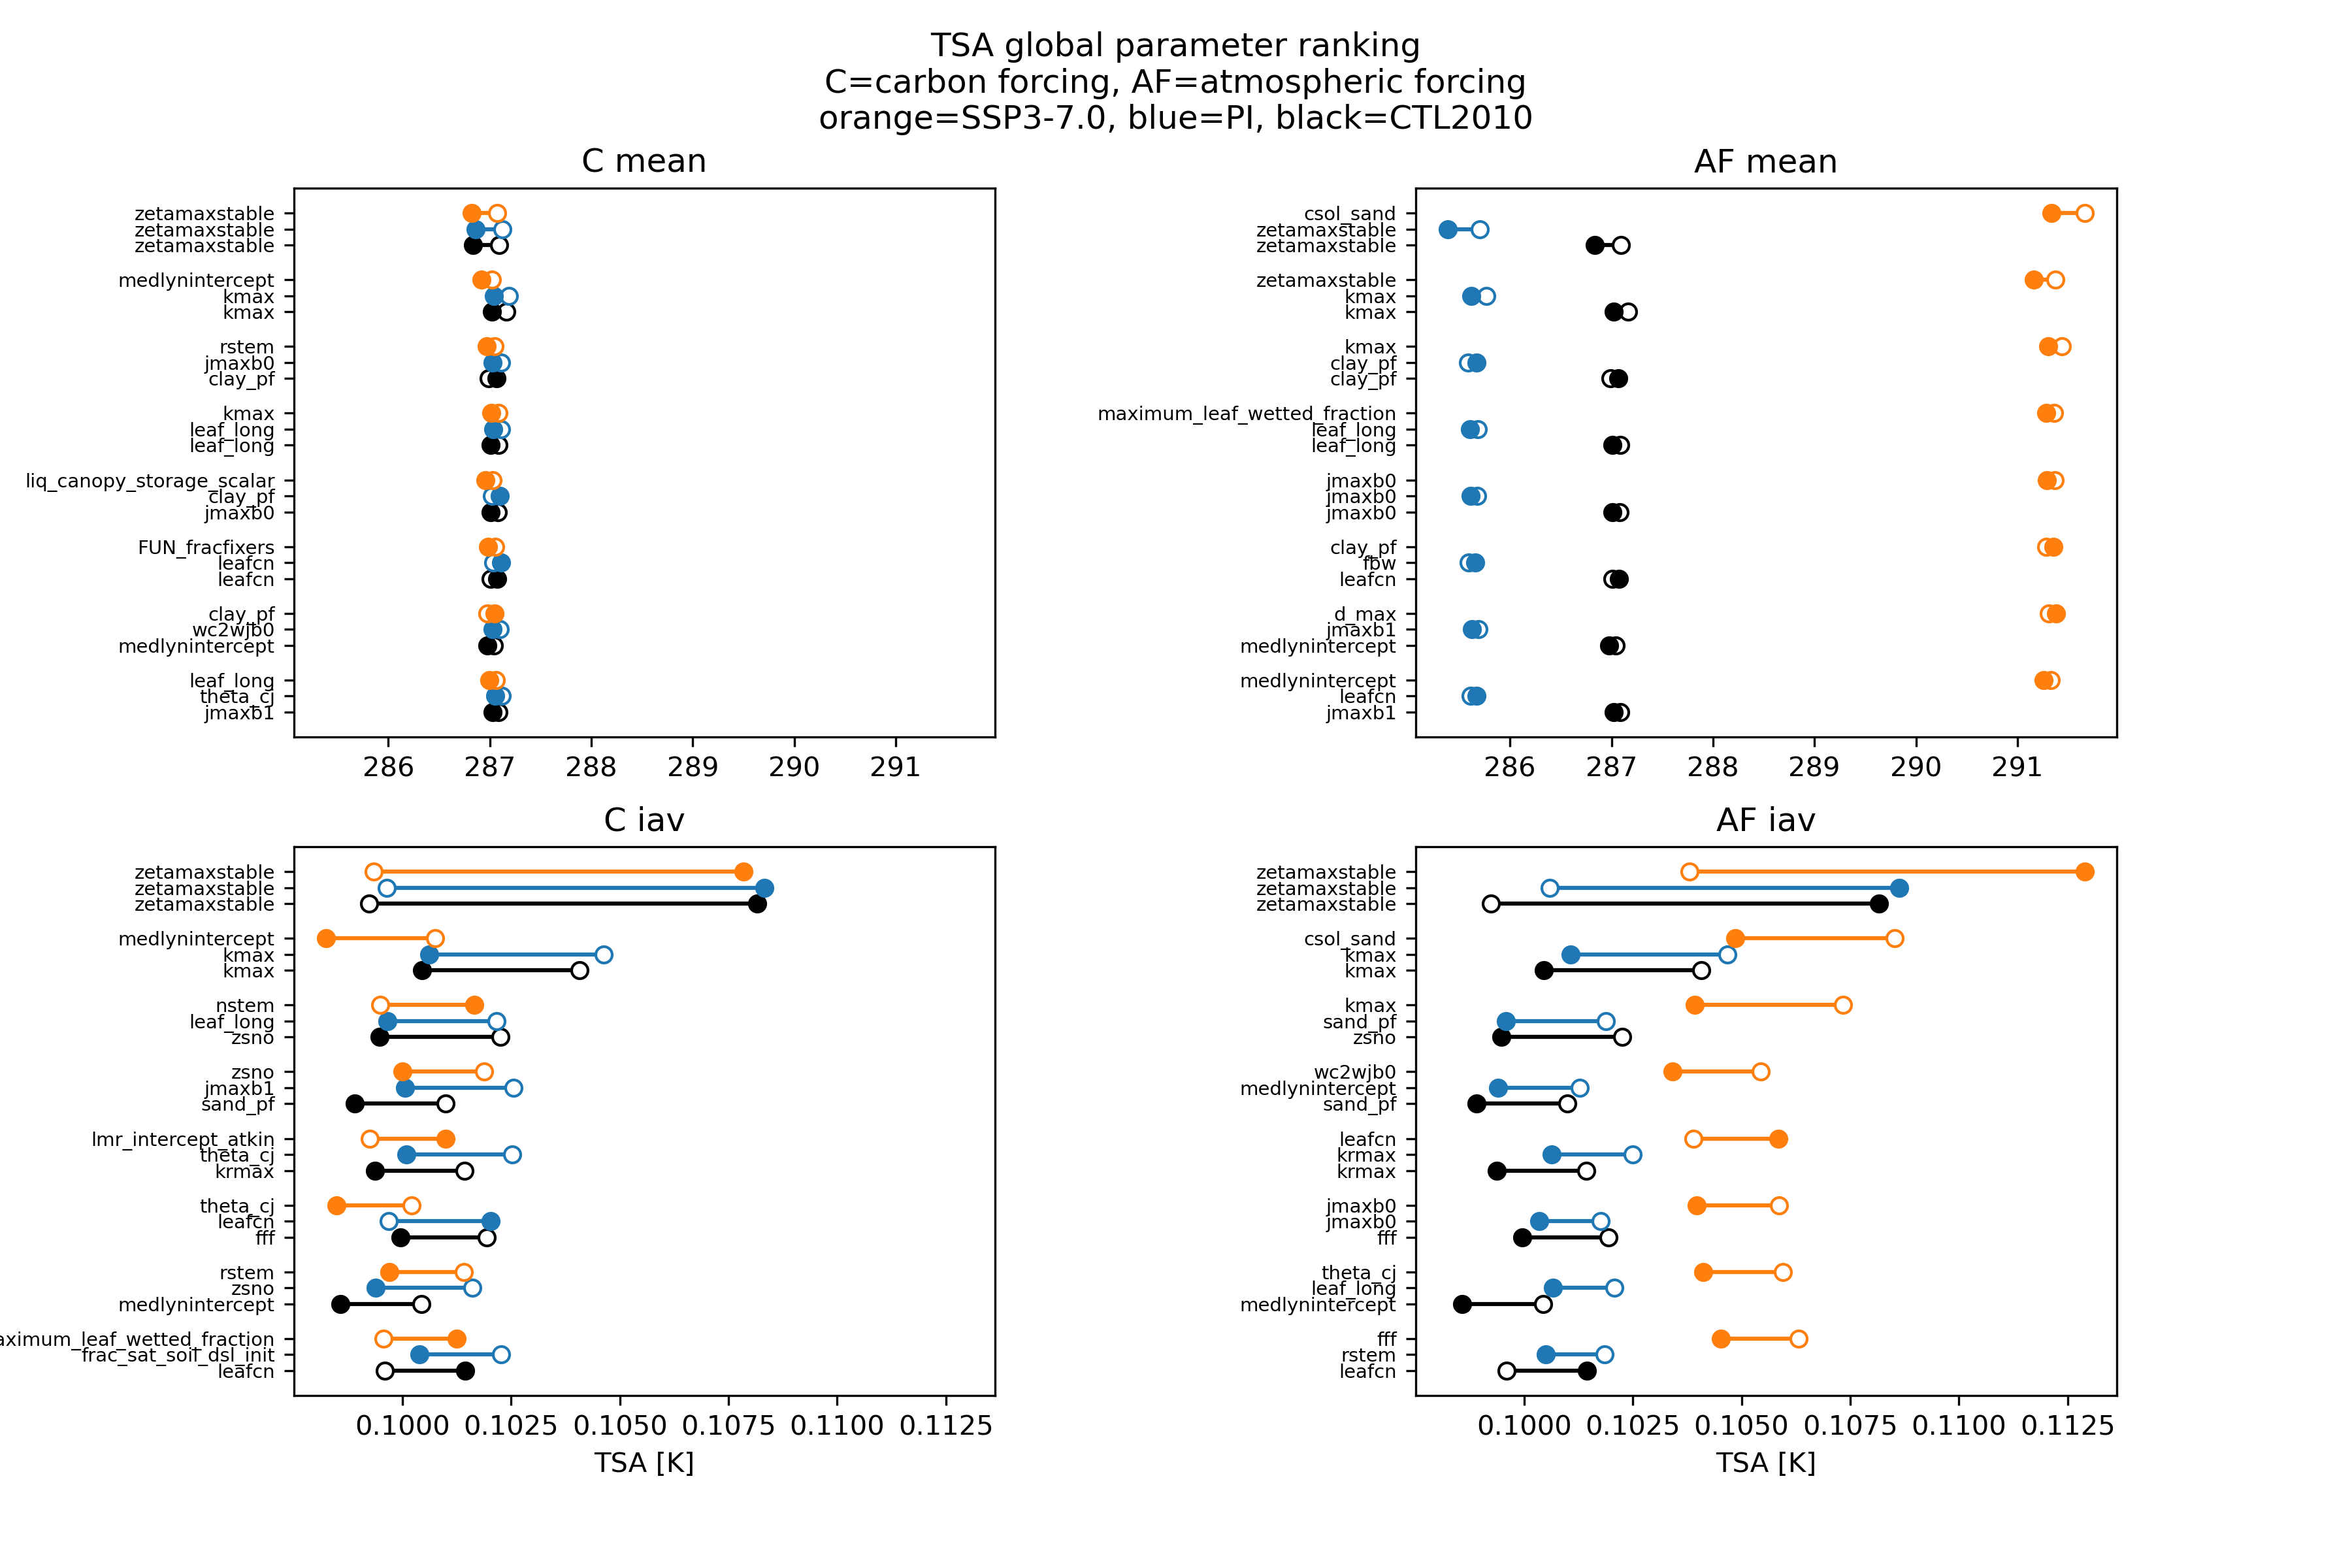 TSA global parameter ranking
C=carbon forcing, AF=atmospheric forcing
orange=SSP3-7.0, blue=PI, black=CTL2010
C mean
zetamaxstable
zetamaxstable
zetamaxstable
medlynintercept
kmax
kmax
rstem
jmaxb0
clay_pf
kmax
leaf_long
leaf_long
liq_canopy_storage_scalar
clay_pf
jmaxb0
FUN_fracfixers
leafcn
leafcn
clay_pf
wc2wjb0
medlynintercept
leaf_long
theta_cj
jmaxb1
286 287 288 289 290 291
AF mean
csol_sand
zetamaxstable
zetamaxstable
zetamaxstable
kmax
kmax
kmax
clay_pf
clay_pf
maximum_leaf_wetted_fraction
leaf_long
leaf_long
jmaxb0
jmaxb0
jmaxb0
clay_pf
fbw
leafcn
d_max
jmaxb1
medlynintercept
medlynintercept
leafcn
jmaxb1
286 287 288 289 290 291
C iav
zetamaxstable
zetamaxstable
zetamaxstable
medlynintercept
kmax
kmax
nstem
leaf_long
zsno
zsno
jmaxb1
sand_pf
lmr_intercept_atkin
theta_cj
krmax
theta_cj
leafcn
fff
rstem
zsno
medlynintercept
aximum_leaf_wetted_fraction
frac_sat_soil_dsl_init
leafcn
0.1000 0.1025 0.1050 0.1075 0.1100 0.1125
TSA [K]
AF iav
zetamaxstable
zetamaxstable
zetamaxstable
csol_sand
kmax
kmax
kmax
sand_pf
zsno
wc2wjb0
medlynintercept
sand_pf
leafcn
krmax
krmax
jmaxb0
jmaxb0
fff
theta_cj
leaf_long
medlynintercept
fff
rstem
leafcn
0.1000 0.1025 0.1050 0.1075 0.1100 0.1125
TSA [K]